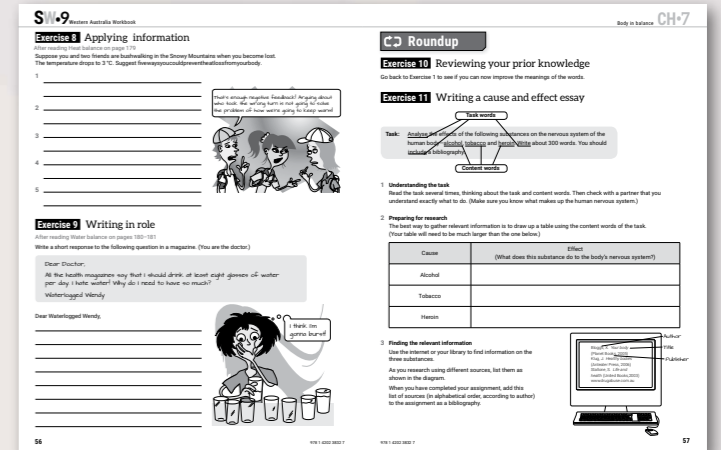 SW•9 Western Australia Workbook
Exercise 8 Applying information
After reading Heat balance on page 179
Suppose you and two friends are bushwalking in the Snowy Mountains when you become lost.
The temperature drops to 3 °C. Suggest fivewaysyoucouldpreventheatlossfromyourbody.
1
2
3
4
5
That's enough negative feedback! Arguing about
who took the wrong turn is not going to solve
the problem of how we're going to keep warm!
Exercise 9 Writing in role
After reading Water balance on pages 180–181
Write a short response to the following question in a magazine. (You are the doctor.)
Dear Doctor,
All the health magazines say that I should drink at least eight glasses of water
per day. I hate water! Why do I need to have so much?
Waterlogged Wendy
Dear Waterlogged Wendy,
I think I'm
gonna burst!
56
978 1 4202 3832 7
Body in balance CH•7
Roundup
Exercise 10 Reviewing your prior knowledge
Go back to Exercise 1 to see if you can now improve the meanings of the words.
Exercise 11 Writing a cause and effect essay
Task words
Task: Analyse the effects of the following substances on the nervous system of the
human body: alcohol, tobacco and heroin. Write about 300 words. You should
include a bibliography.
Content words
1 Understanding the task
Read the task several times, thinking about the task and content words. Then check with a partner that you
understand exactly what to do. (Make sure you know what makes up the human nervous system.)
2 Preparing for research
The best way to gather relevant information is to draw up a table using the content words of the task.
(Your table will need to be much larger than the one below.)
Cause
Effect
(What does this substance do to the body's nervous system?)
Alcohol
Tobacco
Heroin
3 Finding the relevant information
Use the internet or your library to find information on the
three substances.
As you research using different sources, list them as
shown in the diagram.
When you have completed your assignment, add this
list of sources (in alphabetical order, according to author)
to the assignment as a bibliography.
Author
Title
Publisher
978 1 4202 3832 7
57